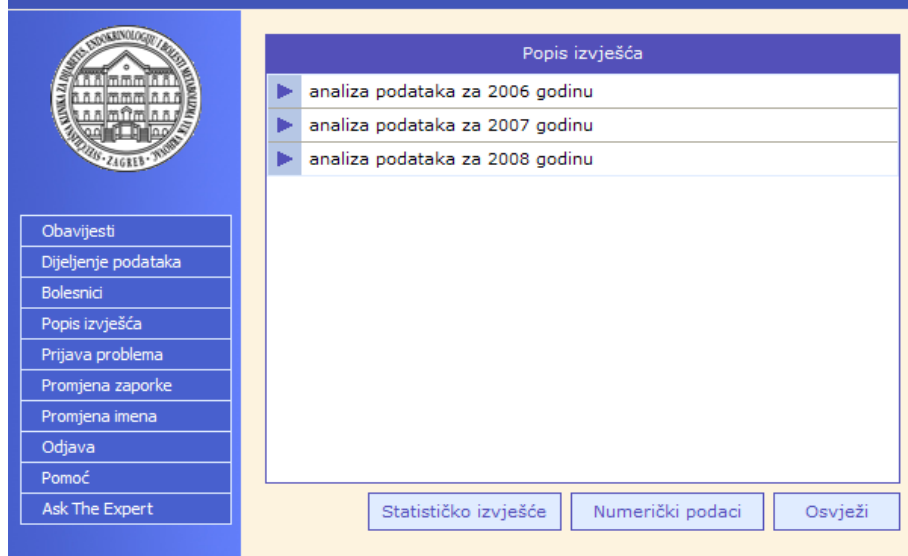 ZAGREB
Obavijesti
Dijeljenje podataka
Bolesnici
Popis izvješća
Prijava problema
Promjena zaporke
Promjena imena
Odjava
Pomoć
Ask The Expert
Popis izvješća
analiza podataka za 2006 godinu
analiza podataka za 2007 godinu
analiza podataka za 2008 godinu
Statističko izvješće
Numerički podaci
Osvježi